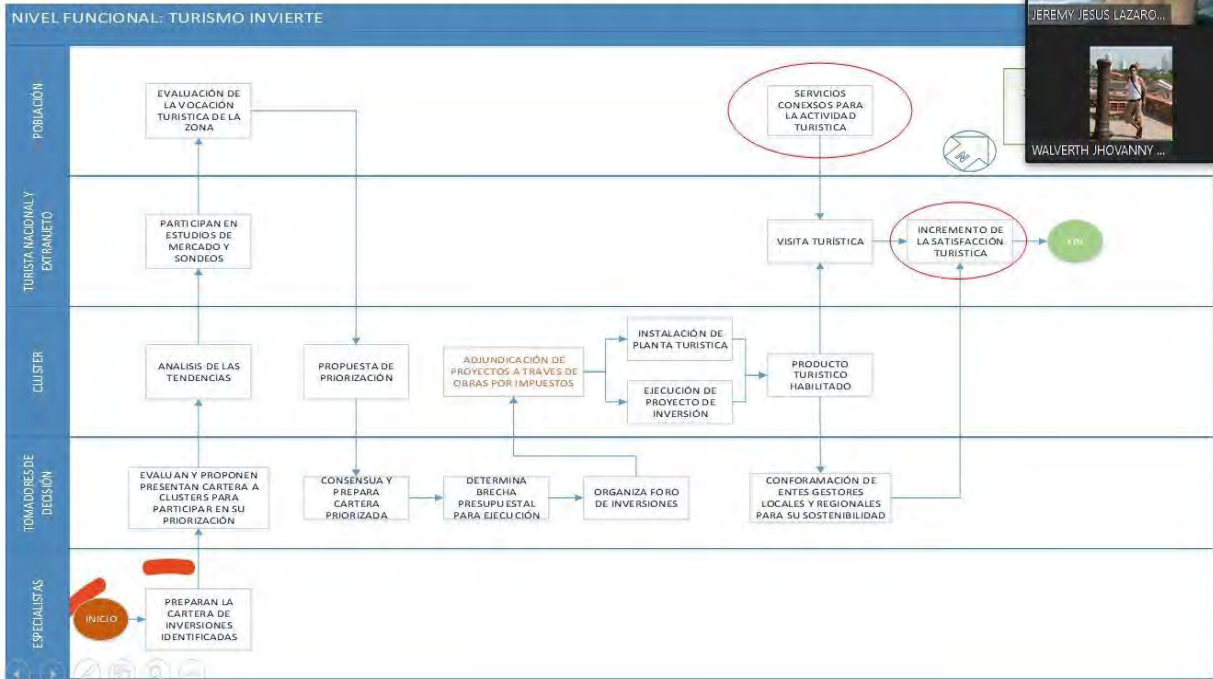 NIVEL FUNCIONAL: TURISMO INVIERTE
JEREMY JESUS LAZARO...
WALVERTH JHOVANNY ...
POBLACIÓN
EVALUACIÓN DE
LA VOCACIÓN
TURISTICA DE LA
ZONA
SERVICIOS
CONEXSOS PARA
LA ACTIVIDAD
TURISTICA
TURISTA NACIONAL Y
EXTRANJETO
PARTICIPAN EN
ESTUDIOS DE
MERCADO Y
SONDEOS
VISITA TURÍSTICA
INCREMENTO DE
LA SATISFACCIÓN
TURISTICA
FIN
CLUSTER
ANALISIS DE LAS
TENDENCIAS
PROPUESTA DE
PRIORIZACIÓN
ADJUNDICACIÓN DE
PROYECTOS A TRAVES DE
OBRAS POR IMPUESTOS
INSTALACIÓN DE
PLANTA TURISTICA
EJECUCIÓN DE
PROYECTO DE
INVERSIÓN
PRODUCTO
TURISTICO
HABILITADO
TOMADORES DE
DECISIÓN
EVALUAN Y PROPONEN
PRESENTAN CARTERA A
CLUSTERS PARA
PARTICIPAR EN SU
PRIORIZACIÓN
CONSENSUA Y
PREPARA
CARTERA
PRIORIZADA
DETERMINA
BRECHA
PRESUPUESTAL
PARA EJECUCIÓN
ORGANIZA FORO
DE INVERSIONES
CONFORAMACIÓN DE
ENTES GESTORES
LOCALES Y REGIONALES
PARA SU SOSTENIBILIDAD
ESPECIALISTAS
INICIO
PREPARAN LA
CARTERA DE
INVERSIONES
IDENTIFICADAS